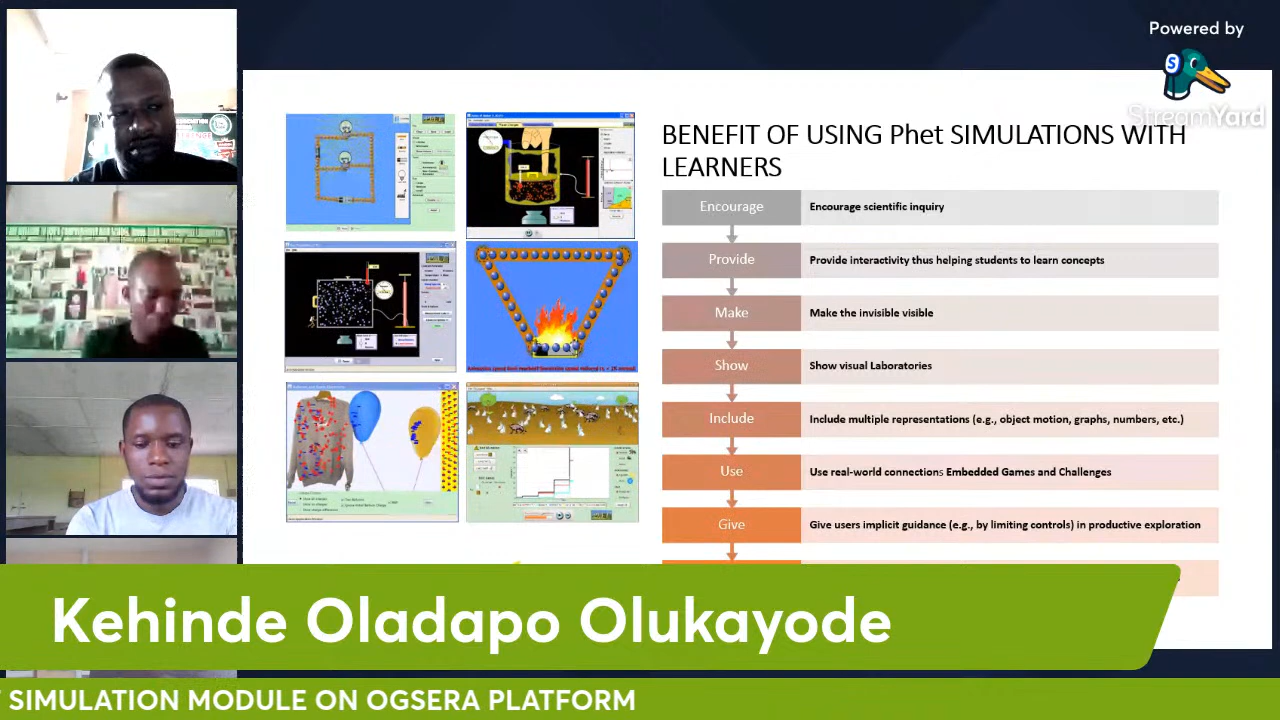 Powered by
StreamYard
BENEFIT OF USING Phet SIMULATIONS WITH
LEARNERS
Encourage
Encourage scientific inquiry
Provide
Provide interactivity thus helping students to learn concepts
Make
Make the invisible visible
Show
Show visual Laboratories
Include
Include multiple representations (e.g., object motion, graphs, numbers, etc.)
Use
Use real-world connections Embedded Games and Challenges
Give
Give users implicit guidance (e.g., by limiting controls) in productive exploration
Kehinde Oladapo Olukayode
SIMULATION MODULE ON OGSERA PLATFORM